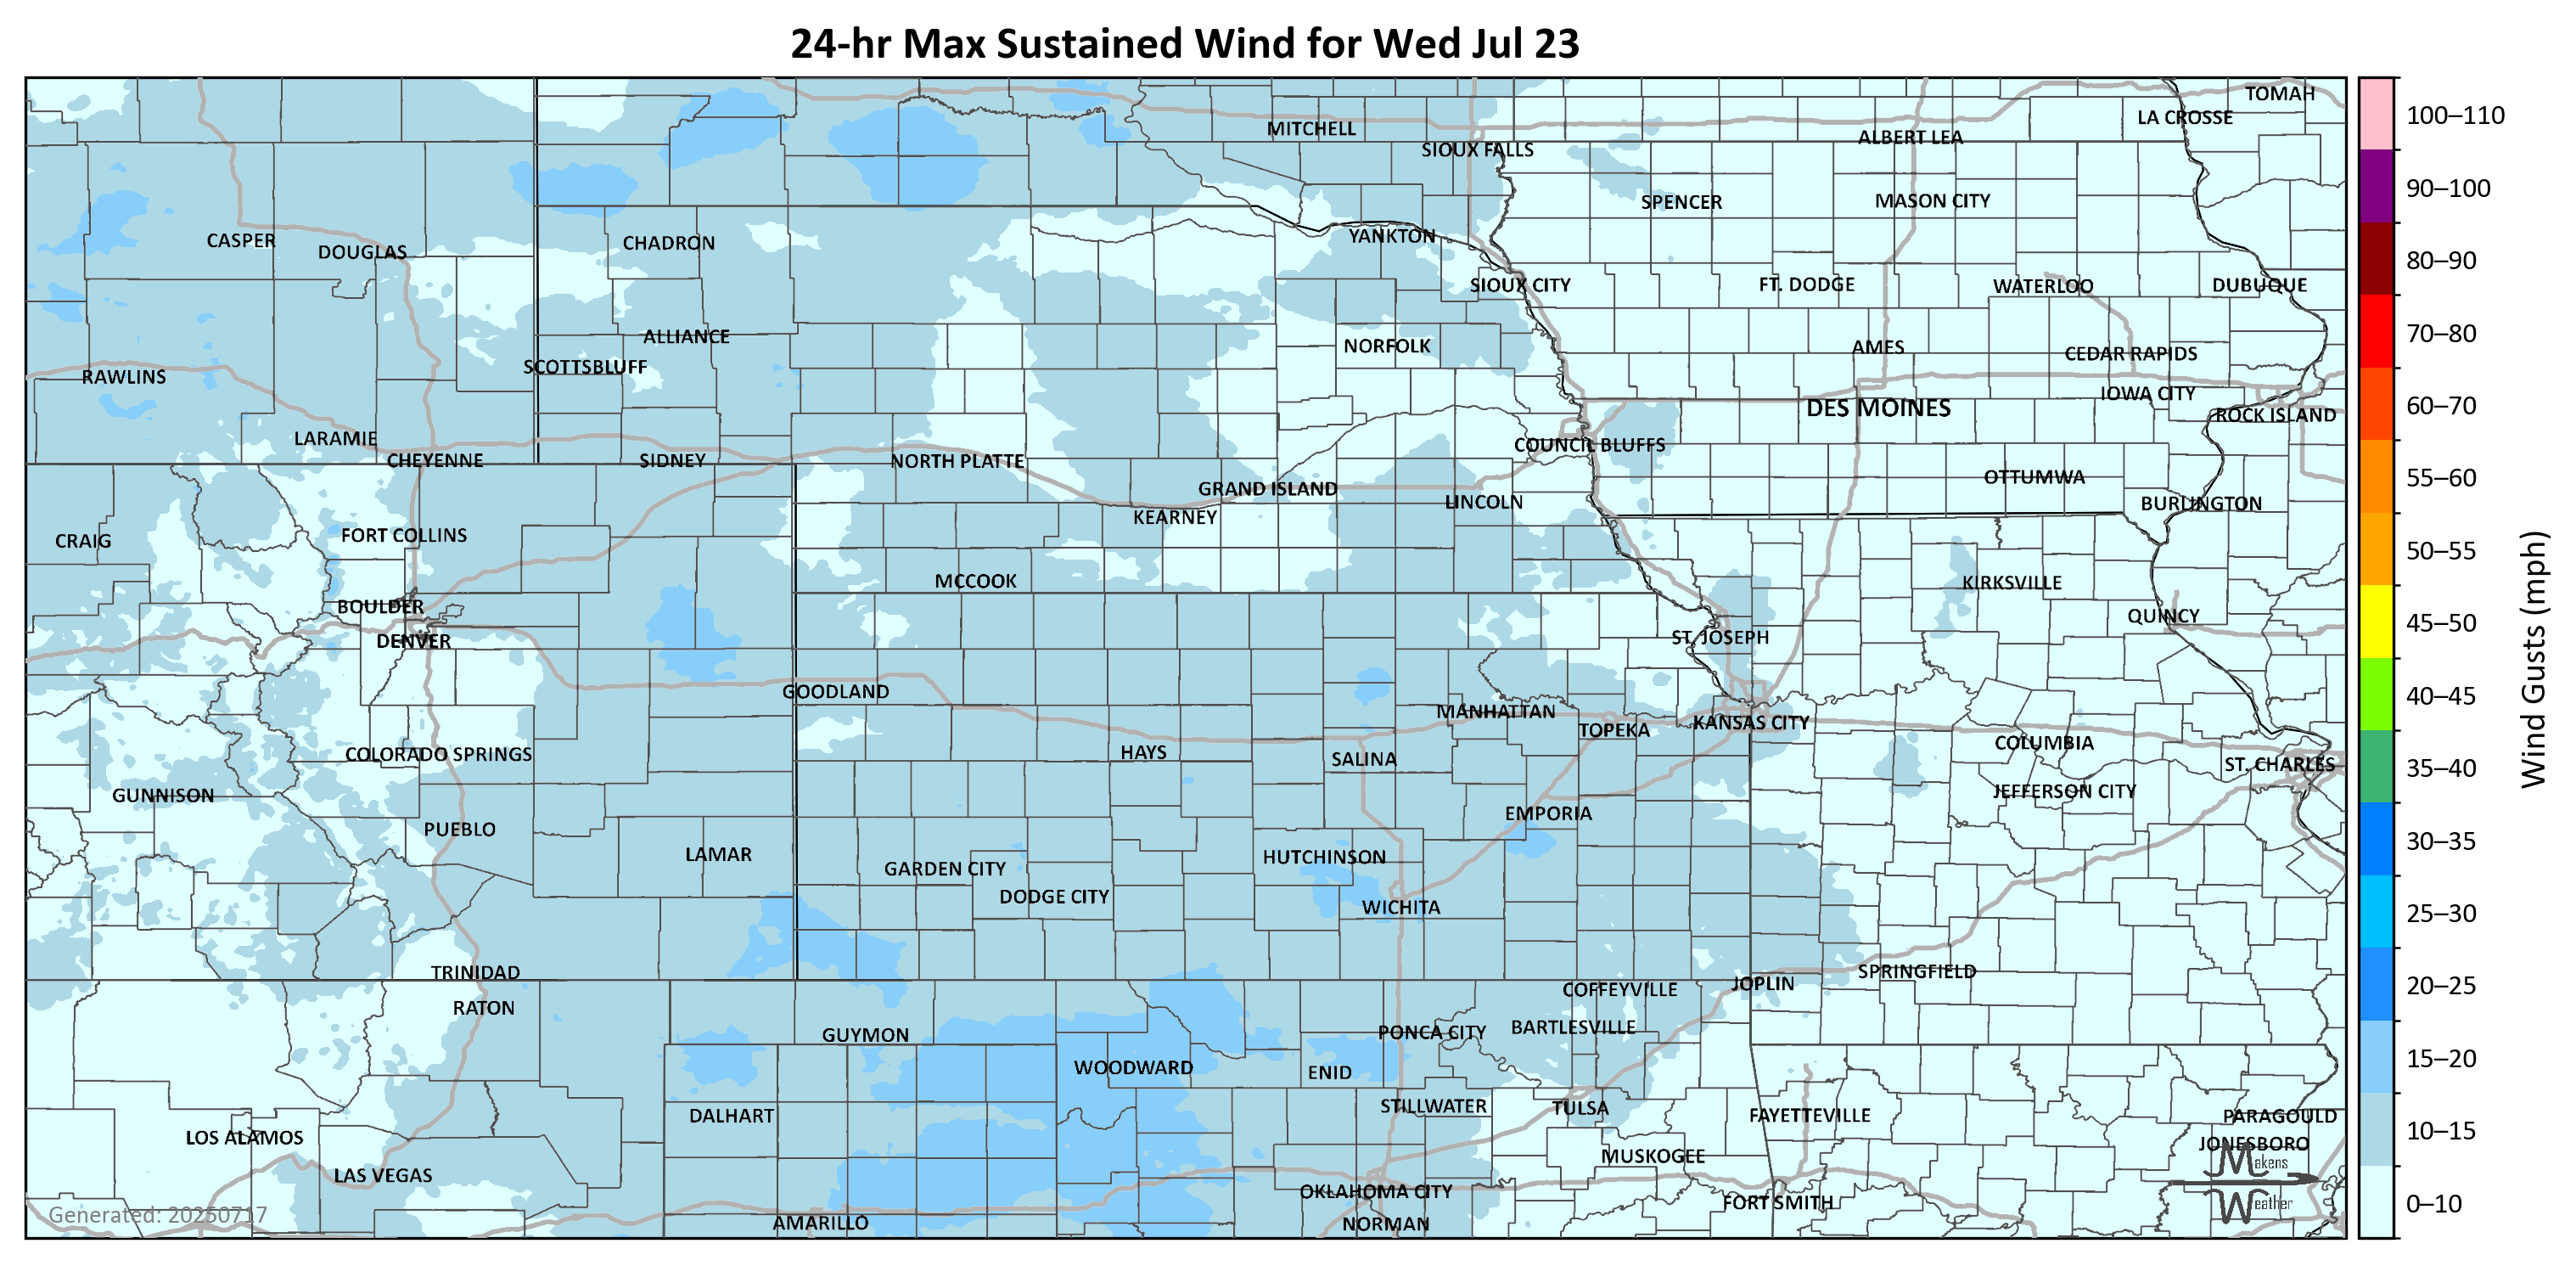 24-hr Max Sustained Wind for Wed Jul 23
TOMAH
LA CROSSE
MITCHELL
ALBERT LEA
SIOUX FALLS
SPENCER
MASON CITY
CASPER
DOUGLAS
CHADRON
YANKTON
SIOUX CITY
FT. DODGE
WATERLOO
DUBUQUE
ALLIANCE
NORFOLK
AMES
CEDAR RAPIDS
SCOTTSBLUFF
RAWLINS
IOWA CITY
DES MOINES
ROCK ISLAND
LARAMIE
COUNCIL BLUFFS
CHEYENNE
SIDNEY
NORTH PLATTE
OTTUMWA
GRAND ISLAND
LINCOLN
BURLINGTON
KEARNEY
CRAIG
FORT COLLINS
MCCOOK
KIRKSVILLE
BOULDER
QUINCY
DENVER
ST. JOSEPH
GOODLAND
MANHATTAN
TOPEKA
KANSAS CITY
COLUMBIA
COLORADO SPRINGS
HAYS
SALINA
ST. CHARLES
GUNNISON
JEFFERSON CITY
EMPORIA
PUEBLO
LAMAR
HUTCHINSON
GARDEN CITY
DODGE CITY
WICHITA
TRINIDAD
SPRINGFIELD
JOPLIN
COFFEYVILLE
RATON
BARTLESVILLE
GUYMON
PONCA CITY
WOODWARD
ENID
STILLWATER
TULSA
DALHART
FAYETTEVILLE
PARAGOULD
LOS ALAMOS
JONESBORO
MUSKOGEE
LAS VEGAS
OKLAHOMA CITY
FORT SMITH
AMARILLO
NORMAN
Generated: 20250717
Makens
Weather
100–110
90–100
80–90
70–80
60–70
55–60
50–55
45–50
40–45
35–40
30–35
25–30
20–25
15–20
10–15
0–10
Wind Gusts (mph)